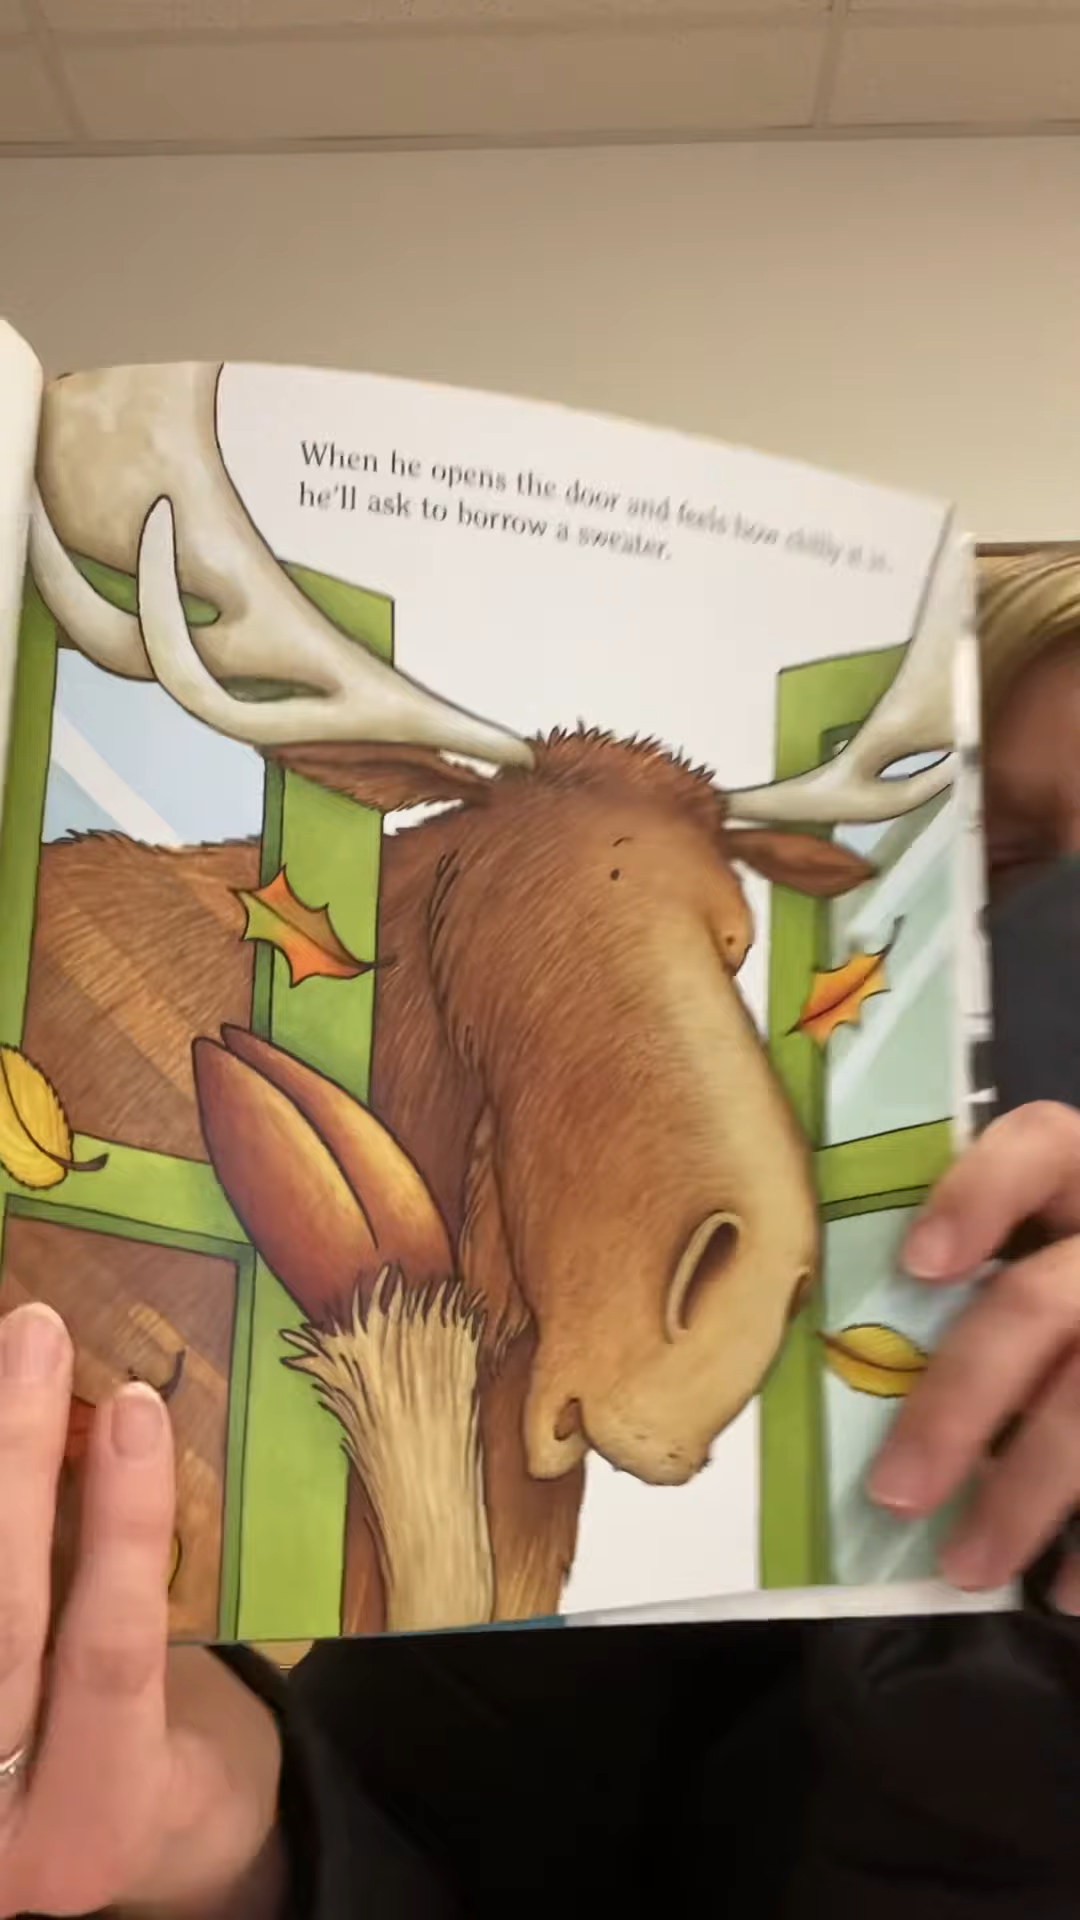 When he opens the door and feels how chilly it is,
he'll ask to borrow a sweater.